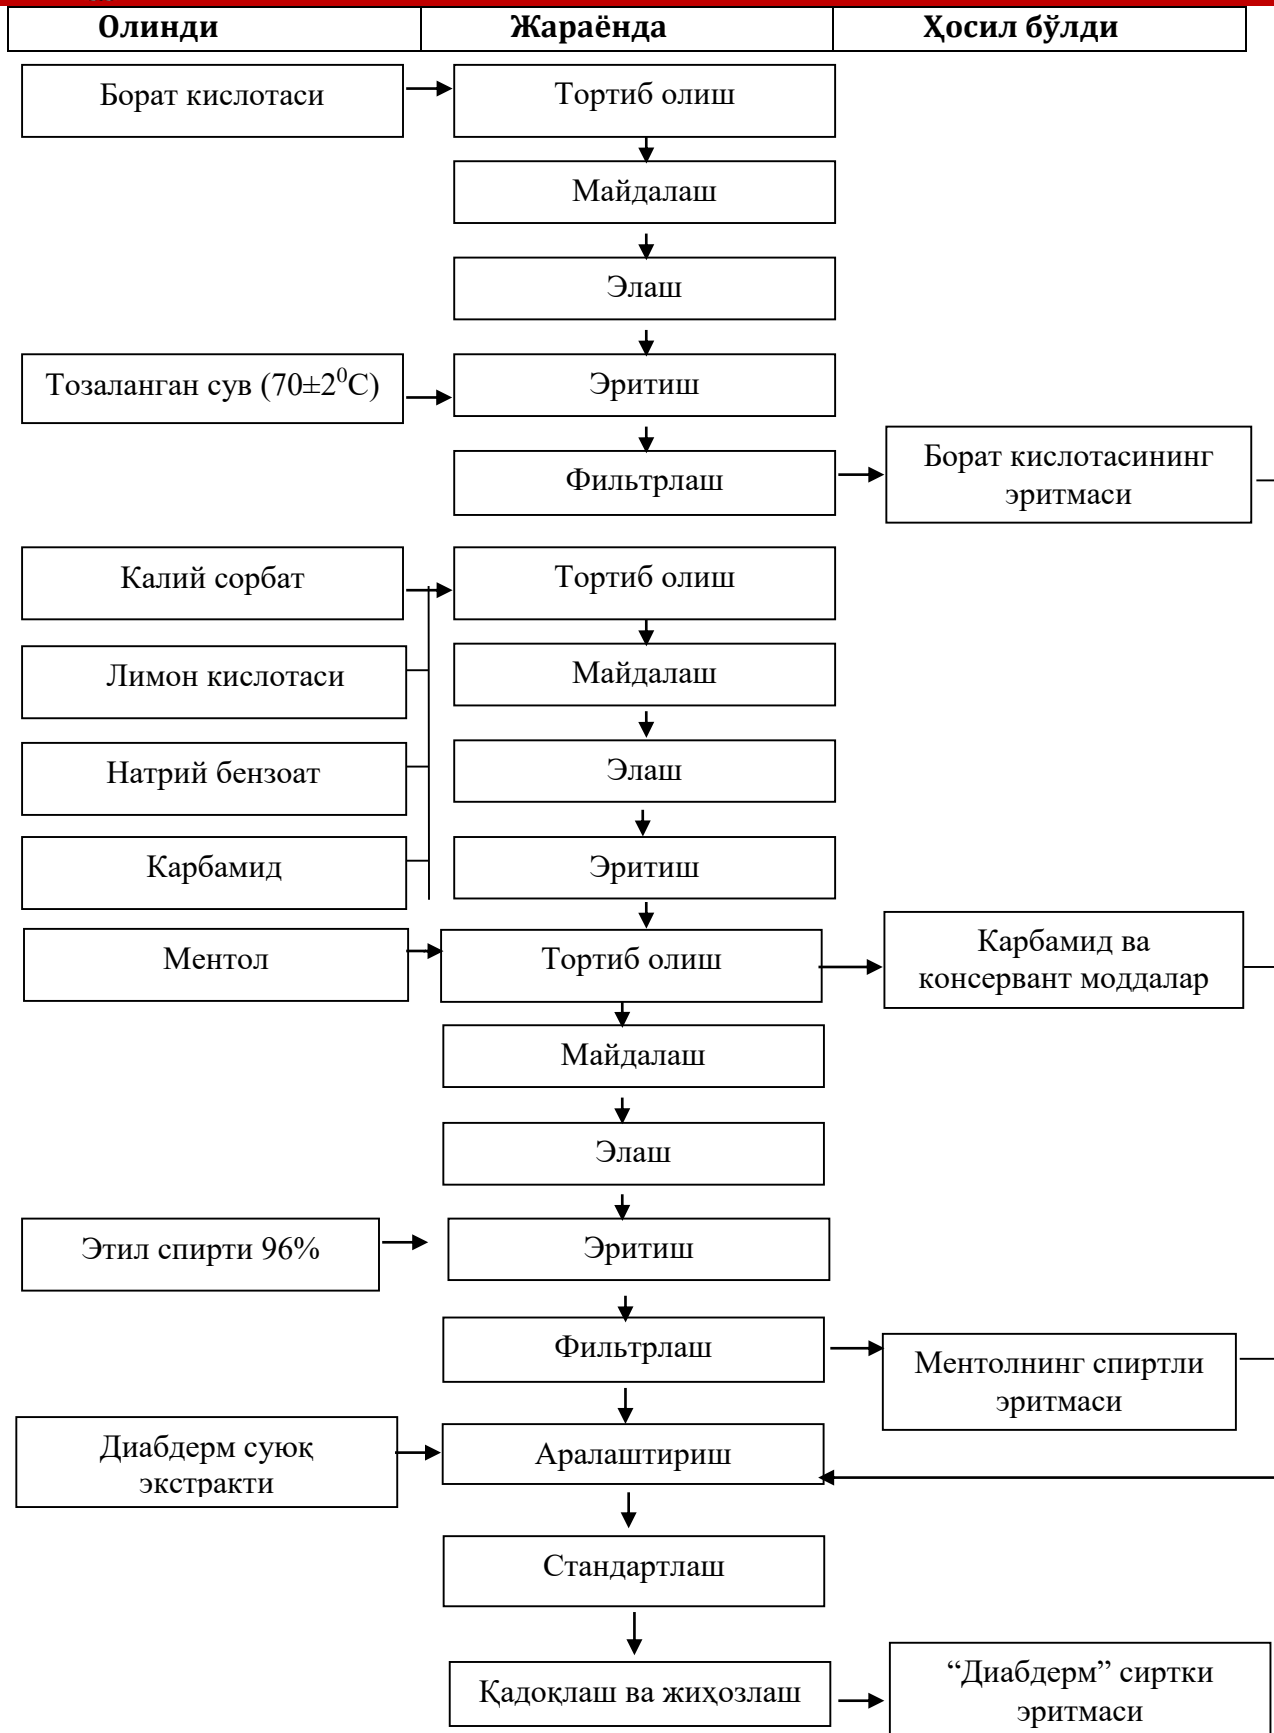 Олинди Жараёнда Ҳосил бўлди
Борат кислотаси
Тортиб олиш
Майдалаш
Элаш
Тозаланган сув (70±2⁰С)
Эритиш
Фильтрлаш
Борат кислотасининг
эритмаси
Калий сорбат
Тортиб олиш
Лимон кислотаси
Майдалаш
Натрий бензоат
Элаш
Карбамид
Эритиш
Ментол
Тортиб олиш
Карбамид ва
консервант моддалар
Майдалаш
Элаш
Этил спирти 96%
Эритиш
Фильтрлаш
Ментолнинг спиртли
эритмаси
Диабдерм суюқ
экстракти
Аралаштириш
Стандартлаш
Қадоқлаш ва жиҳозлаш
“Диабдерм” сиртки
эритмаси